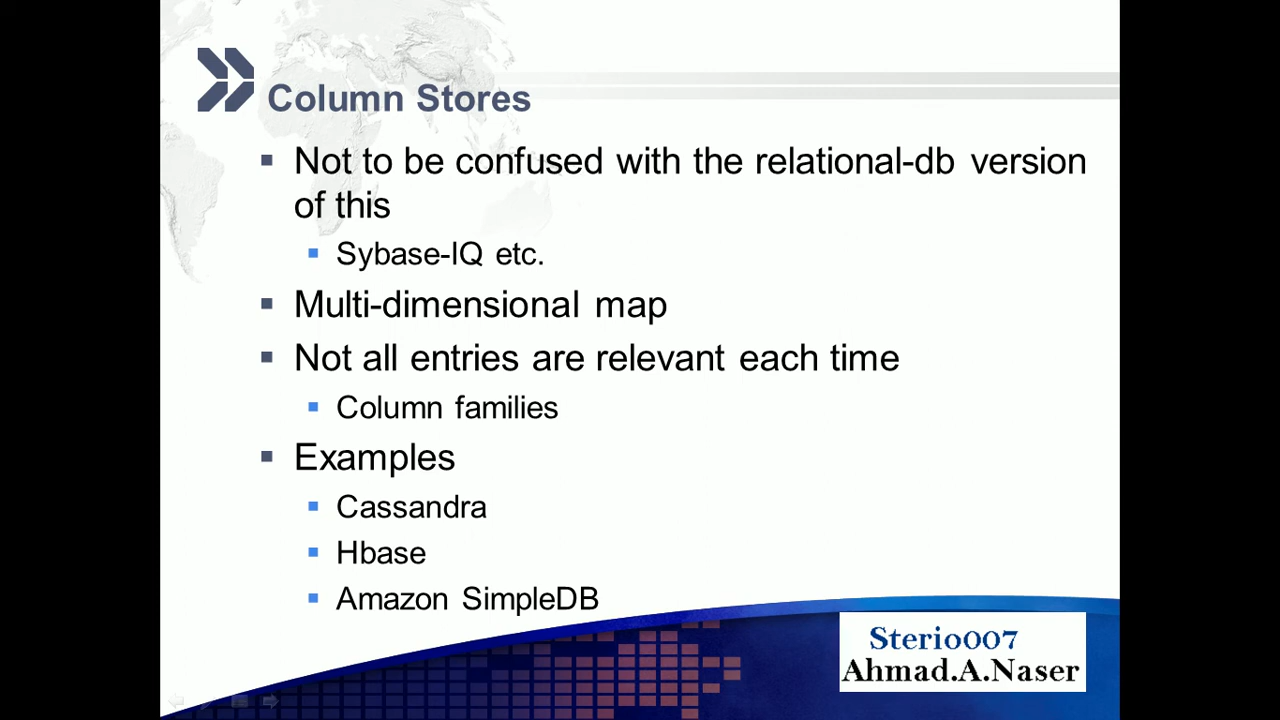 Column Stores
Not to be confused with the relational-db version
of this
Sybase-IQ etc.
Multi-dimensional map
Not all entries are relevant each time
Column families
Examples
Cassandra
Hbase
Amazon SimpleDB
Sterio007
Ahmad.A.Naser